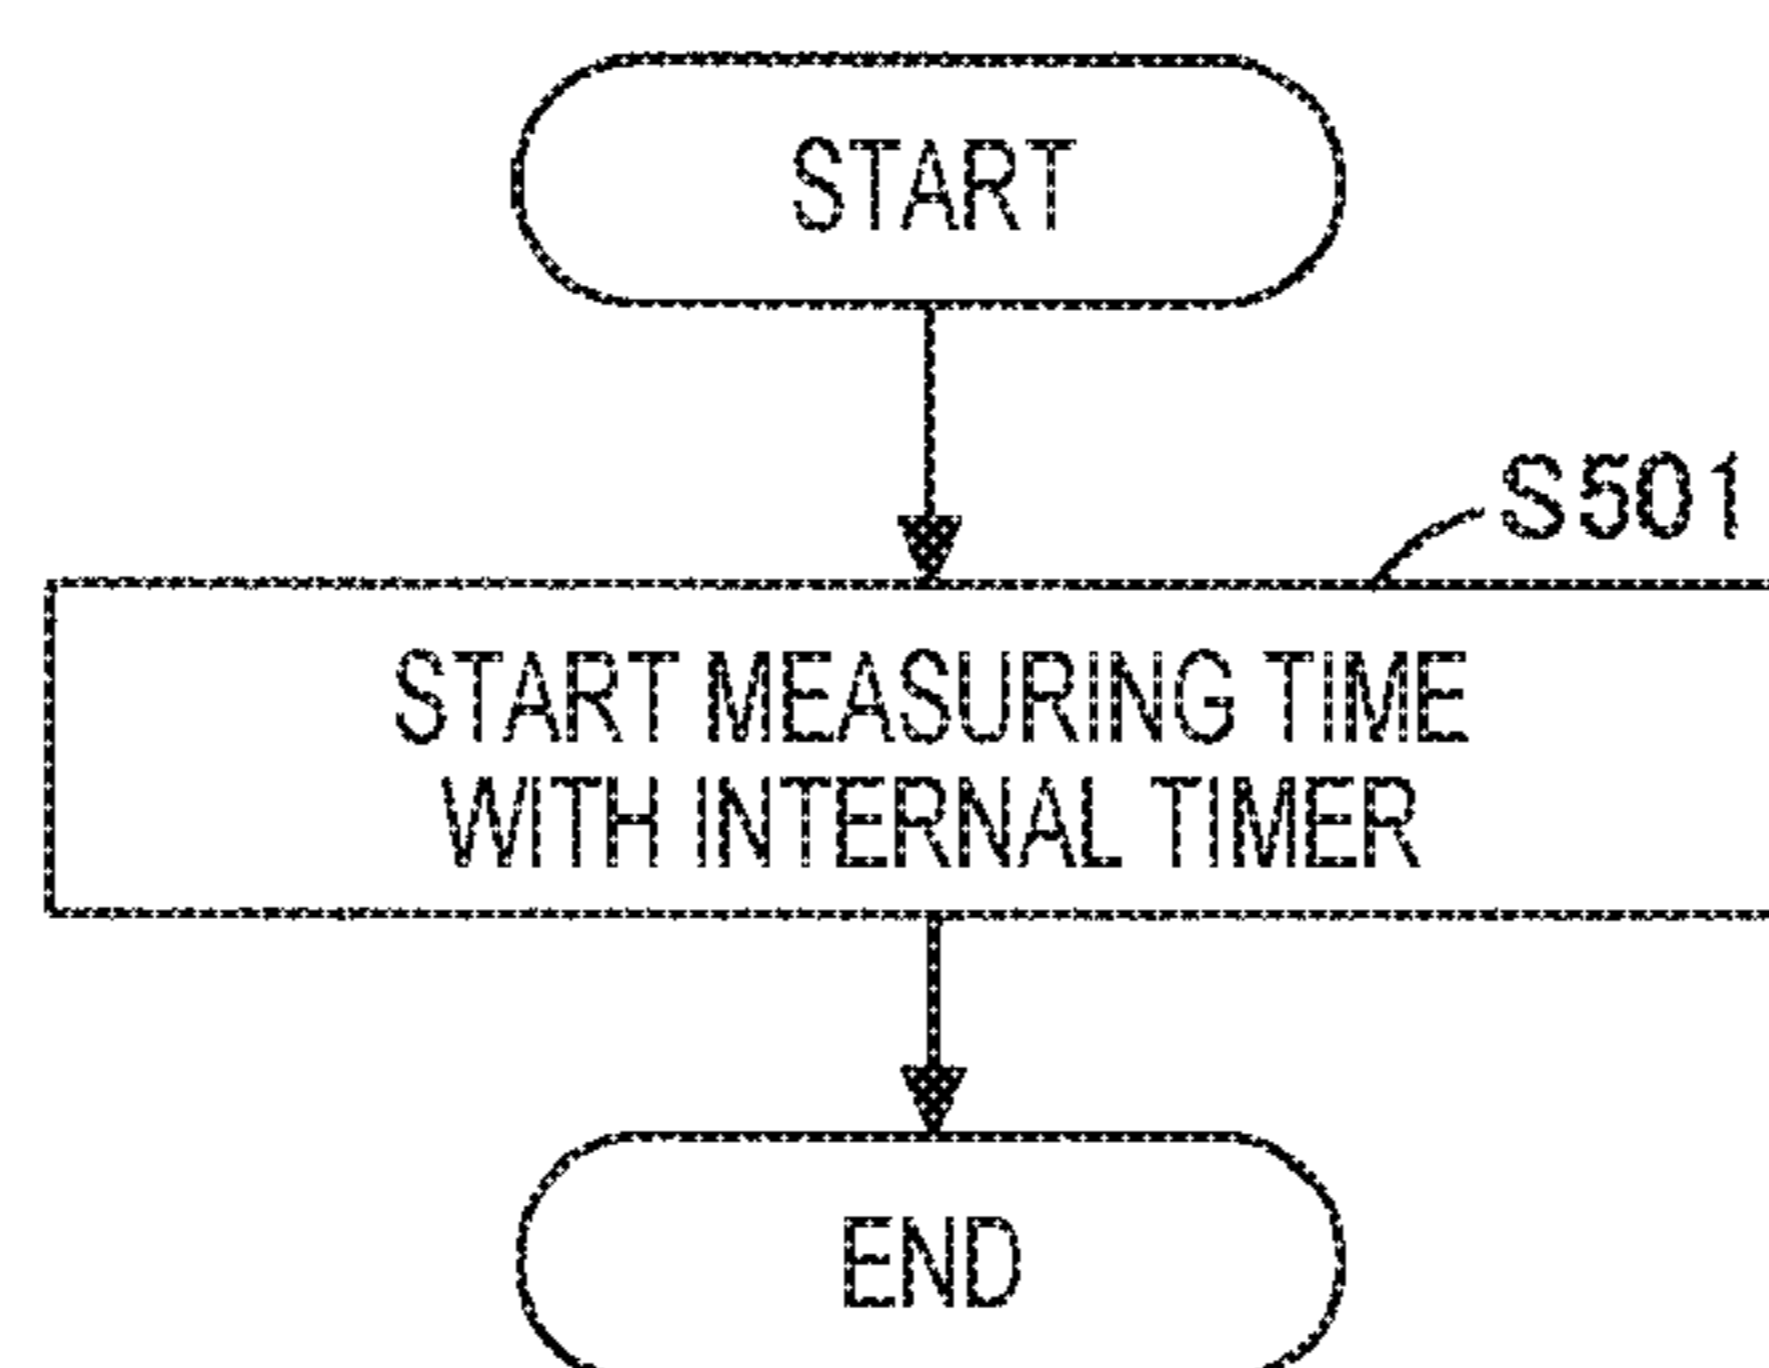 START
S501
START MEASURING TIME
WITH INTERNAL TIMER
END